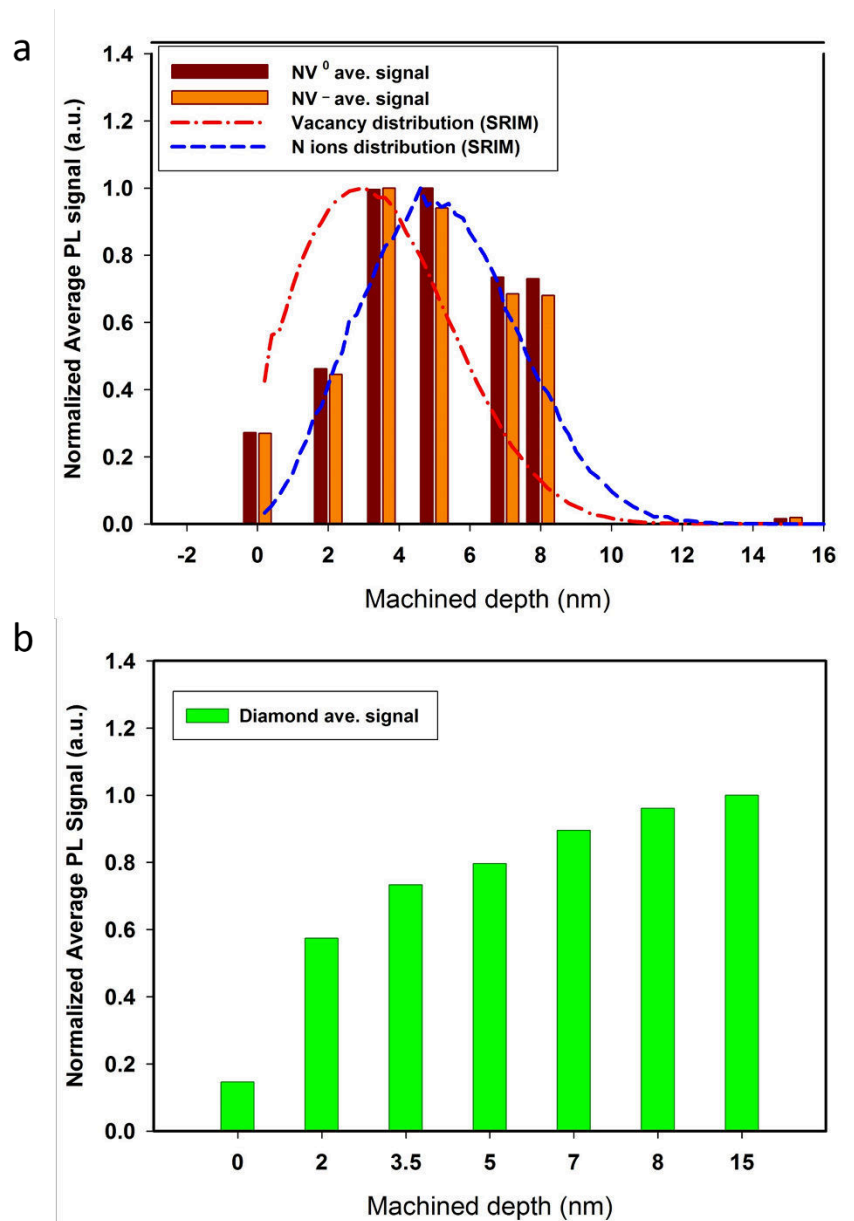 a
Normalized Average PL signal (a.u.)
1.4
1.2
1.0
0.8
0.6
0.4
0.2
0.0
NV 0 ave. signal
NV – ave. signal
Vacancy distribution (SRIM)
N ions distribution (SRIM)
-2 0 2 4 6 8 10 12 14 16
Machined depth (nm)
b
Normalized Average PL Signal (a.u.)
1.4
1.2
1.0
0.8
0.6
0.4
0.2
0.0
Diamond ave. signal
0 2 3.5 5 7 8 15
Machined depth (nm)